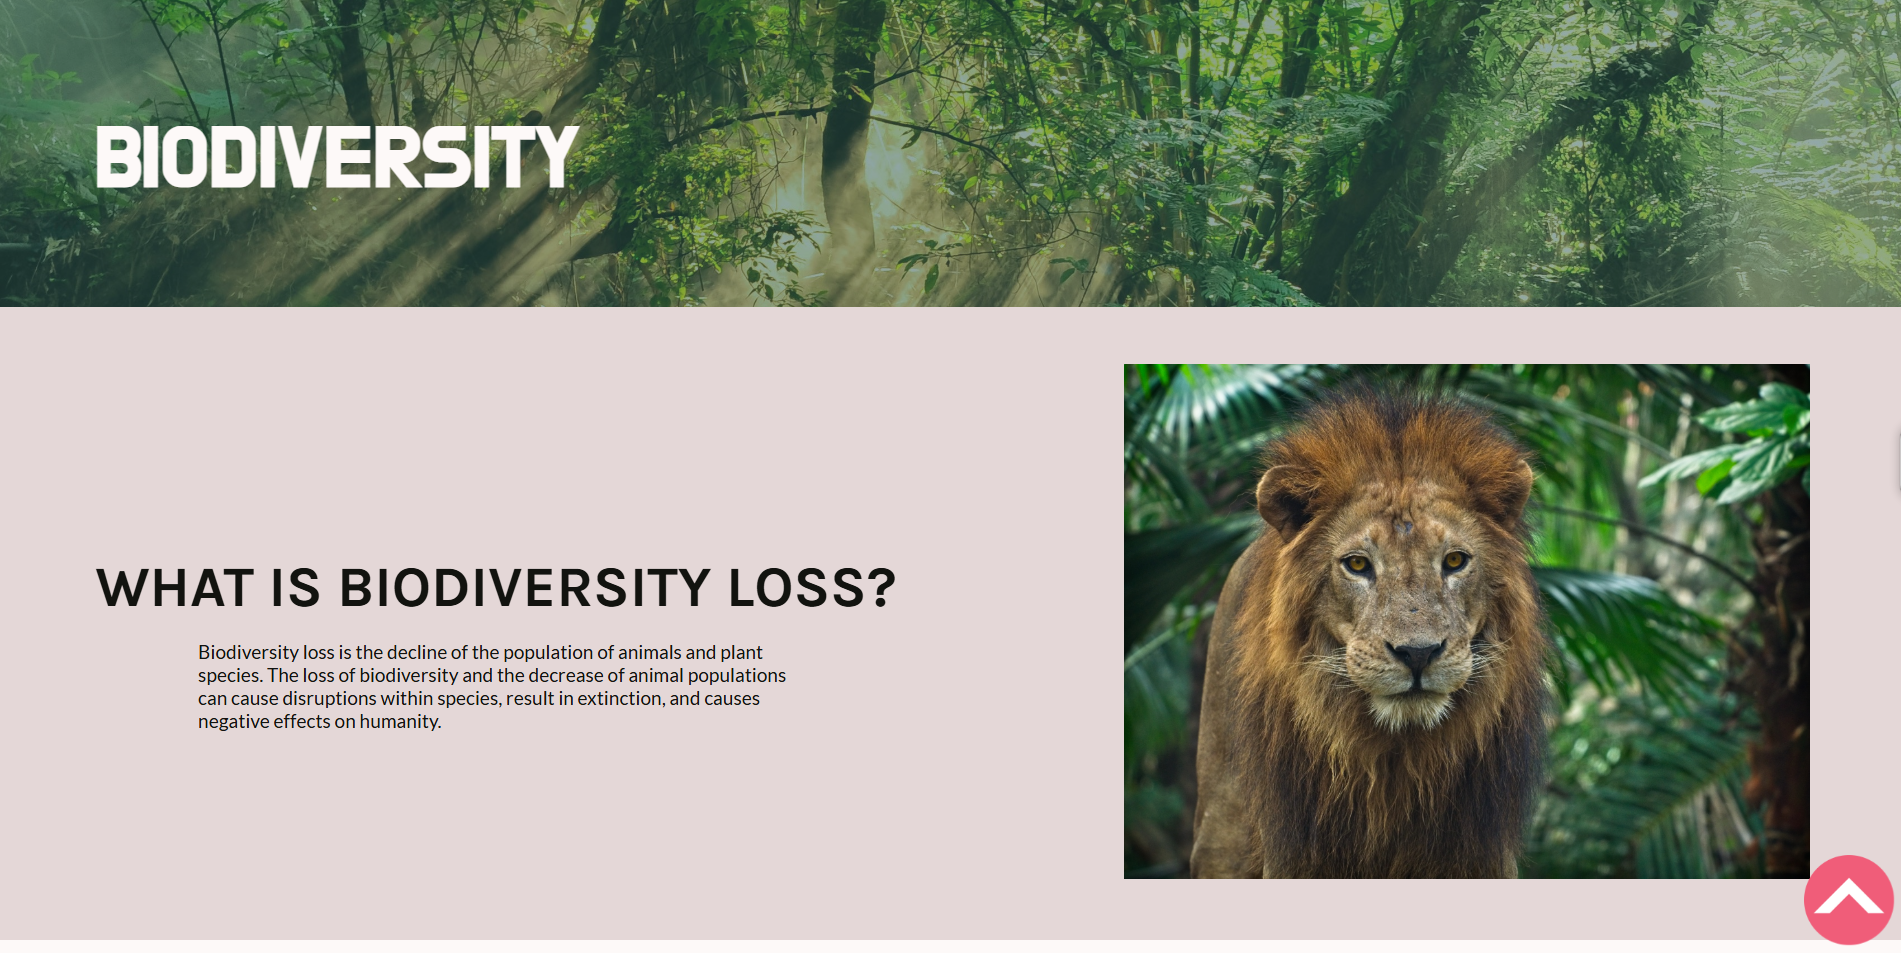 BIODIVERSITY
WHAT IS BIODIVERSITY LOSS?
Biodiversity loss is the decline of the population of animals and plant
species. The loss of biodiversity and the decrease of animal populations
can cause disruptions within species, result in extinction, and causes
negative effects on humanity.